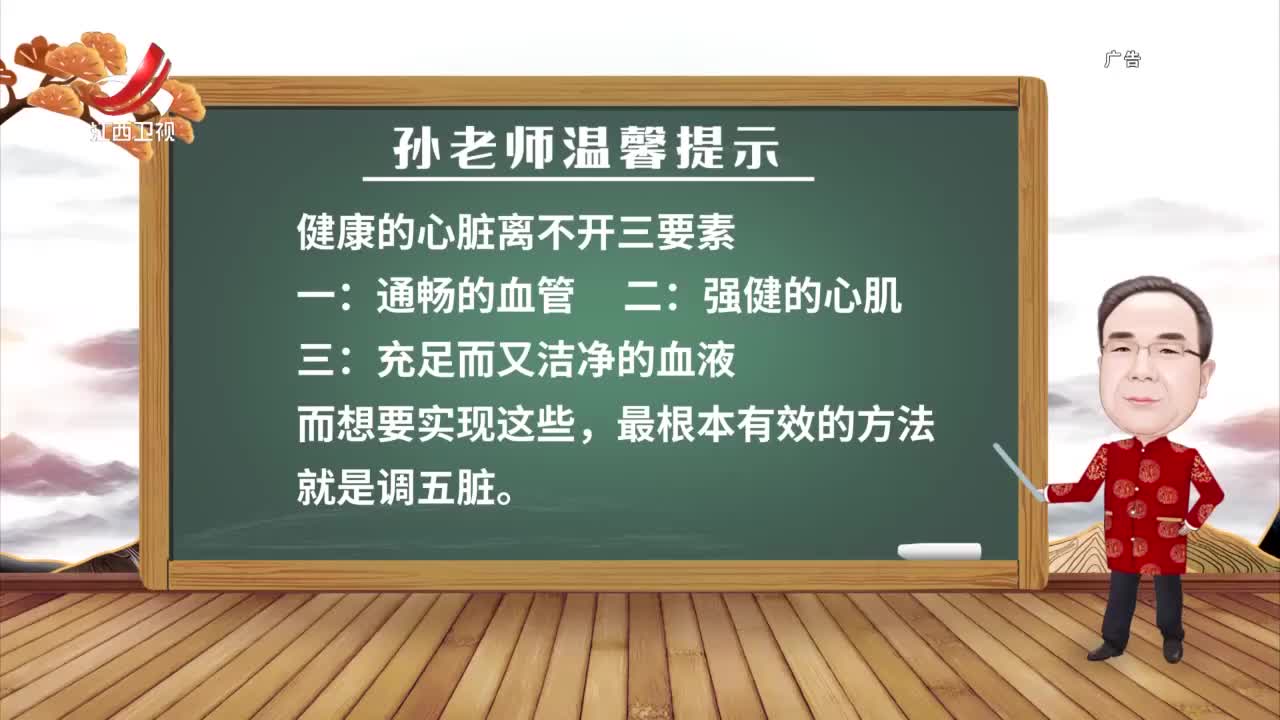 广告
江西卫视
孙老师温馨提示
健康的心脏离不开三要素
一：通畅的血管 二：强健的心肌
三：充足而又洁净的血液
而想要实现这些，最根本有效的方法
就是调五脏。